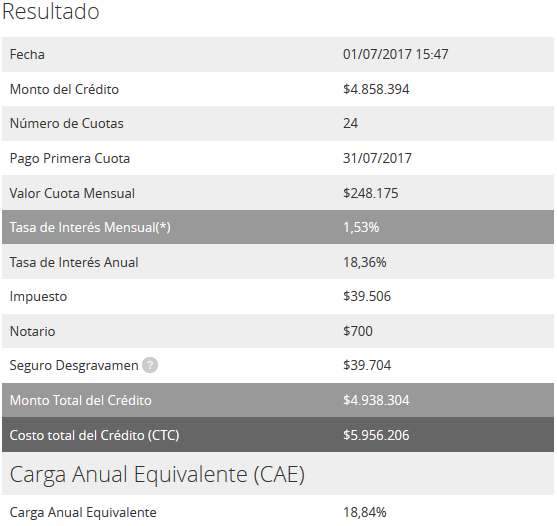 Resultado
Fecha 01/07/2017 15:47
Monto del Crédito $4.858.394
Número de Cuotas 24
Pago Primera Cuota 31/07/2017
Valor Cuota Mensual $248.175
Tasa de Interés Mensual(*) 1,53%
Tasa de Interés Anual 18,36%
Impuesto $39.506
Notario $700
Seguro Desgravamen ? $39.704
Monto Total del Crédito $4.938.304
Costo total del Crédito (CTC) $5.956.206
Carga Anual Equivalente (CAE)
Carga Anual Equivalente 18,84%